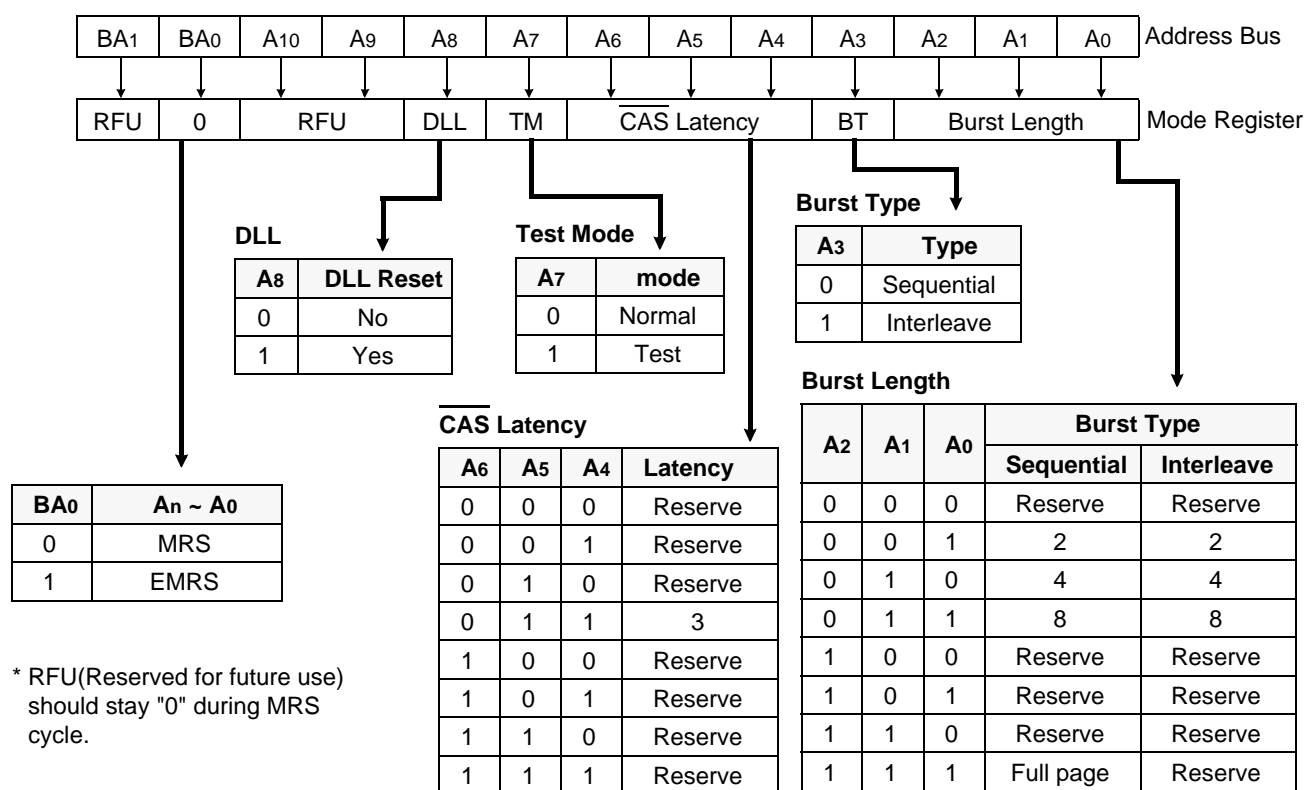 BA1 BA0 A10 A9 A8 A7 A6 A5 A4 A3 A2 A1 A0 Address Bus
RFU 0 RFU DLL TM CAS Latency BT Burst Length Mode Register
DLL
A8 DLL Reset
0 No
1 Yes
Test Mode
A7 mode
0 Normal
1 Test
Burst Type
A3 Type
0 Sequential
1 Interleave
BA0 An ~ A0
0 MRS
1 EMRS
* RFU(Reserved for future use)
should stay "0" during MRS
cycle.
CAS Latency
A6 A5 A4 Latency
0 0 0 Reserve
0 0 1 Reserve
0 1 0 Reserve
0 1 1 3
1 0 0 Reserve
1 0 1 Reserve
1 1 0 Reserve
1 1 1 Reserve
Burst Length
A2 A1 A0 Burst Type
Sequential Interleave
0 0 0 Reserve Reserve
0 0 1 2 2
0 1 0 4 4
0 1 1 8 8
1 0 0 Reserve Reserve
1 0 1 Reserve Reserve
1 1 0 Reserve Reserve
1 1 1 Full page Reserve